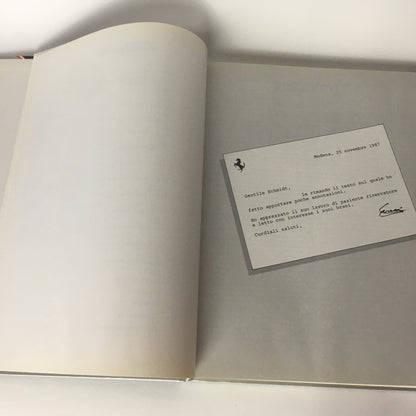 Modena, 25 novembre 1987
Gentile Schmidt,
le rimando il testo sul quale ho
fatto apportare poche annotazioni.
Ho apprezzato il suo lavoro di paziente ricercatore
e letto con interesse i suoi brani.
Cordiali saluti.
Ferrari